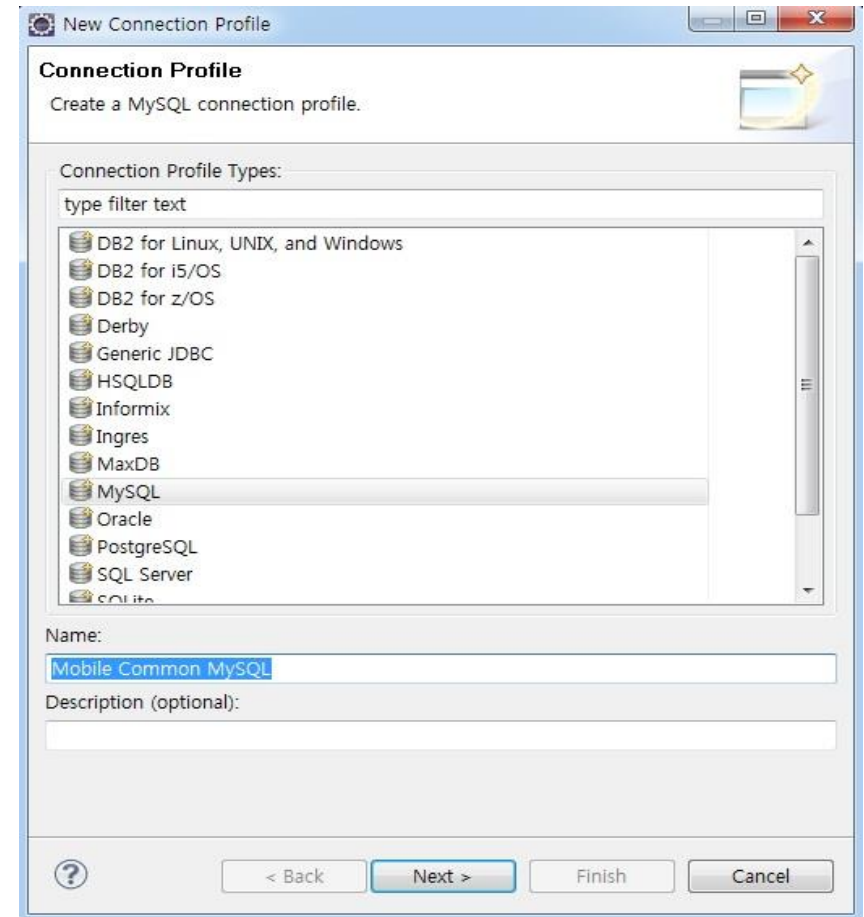 New Connection Profile
Connection Profile
Create a MySQL connection profile.
Connection Profile Types:
type filter text
DB2 for Linux, UNIX, and Windows
DB2 for i5/OS
DB2 for z/OS
Derby
Generic JDBC
HSQLDB
Informix
Ingres
MaxDB
MySQL
Oracle
PostgreSQL
SQL Server
SQLite
Name:
Mobile Common MySQL
Description (optional):
< Back
Next >
Finish
Cancel